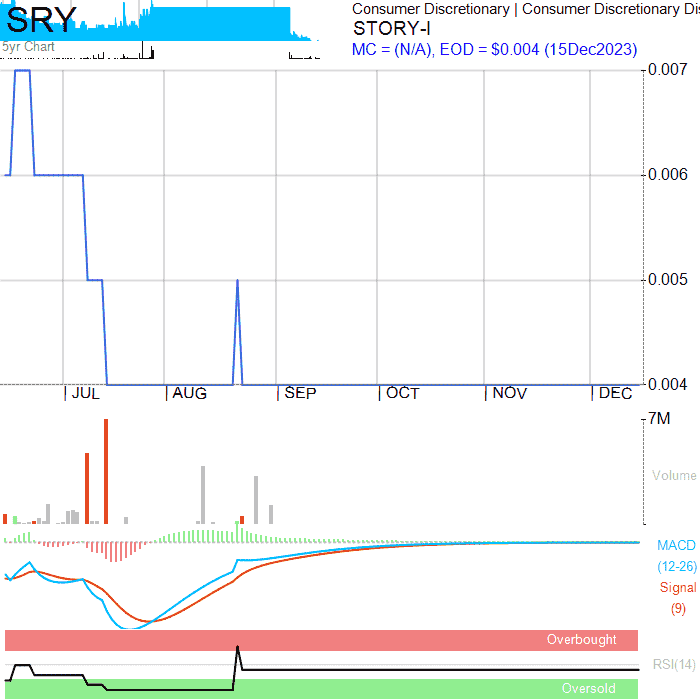 SRY
5yr Chart
Consumer Discretionary | Consumer Discretionary Dis
STORY-I
MC = (N/A), EOD = $0.004 (15Dec2023)
0.007
0.006
0.005
0.004
| JUL | AUG | SEP | OCT | NOV | DEC
7M
Volume
MACD
(12-26)
Signal
(9)
Overbought
RSI(14)
Oversold